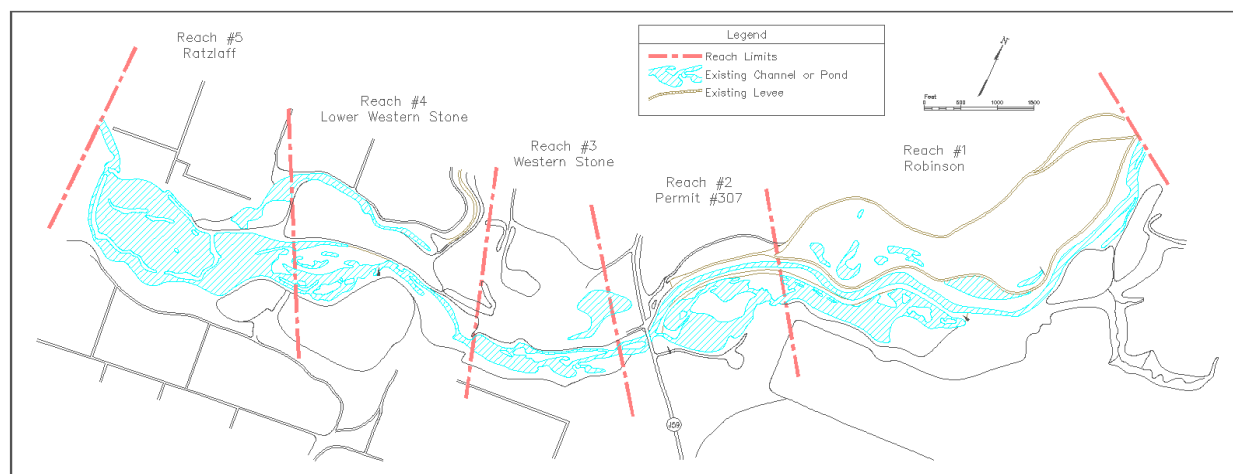 Reach #5
Ratzlaff
Reach #4
Lower Western Stone
Reach #3
Western Stone
Reach #2
Permit #307
Reach #1
Robinson
Legend
Reach Limits
Existing Channel or Pond
Existing Levee
N
Feet
0 500 1000 1500
J59